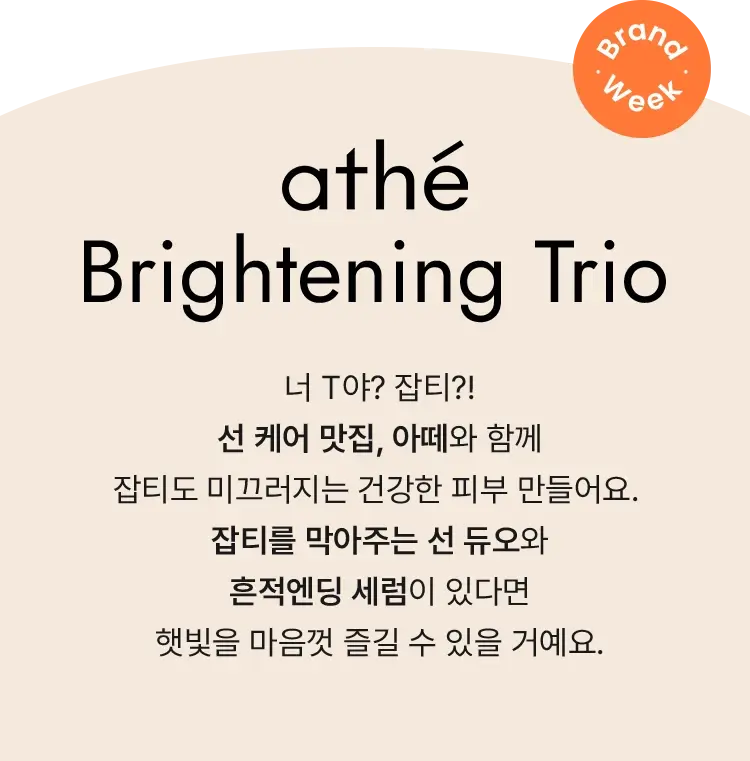 Brand
Week
athé
Brightening Trio
너 T야? 잡티?!
선 케어 맛집, 아떼와 함께
잡티도 미끄러지는 건강한 피부 만들어요.
잡티를 막아주는 선 듀오와
흔적엔딩 세럼이 있다면
햇빛을 마음껏 즐길 수 있을 거예요.